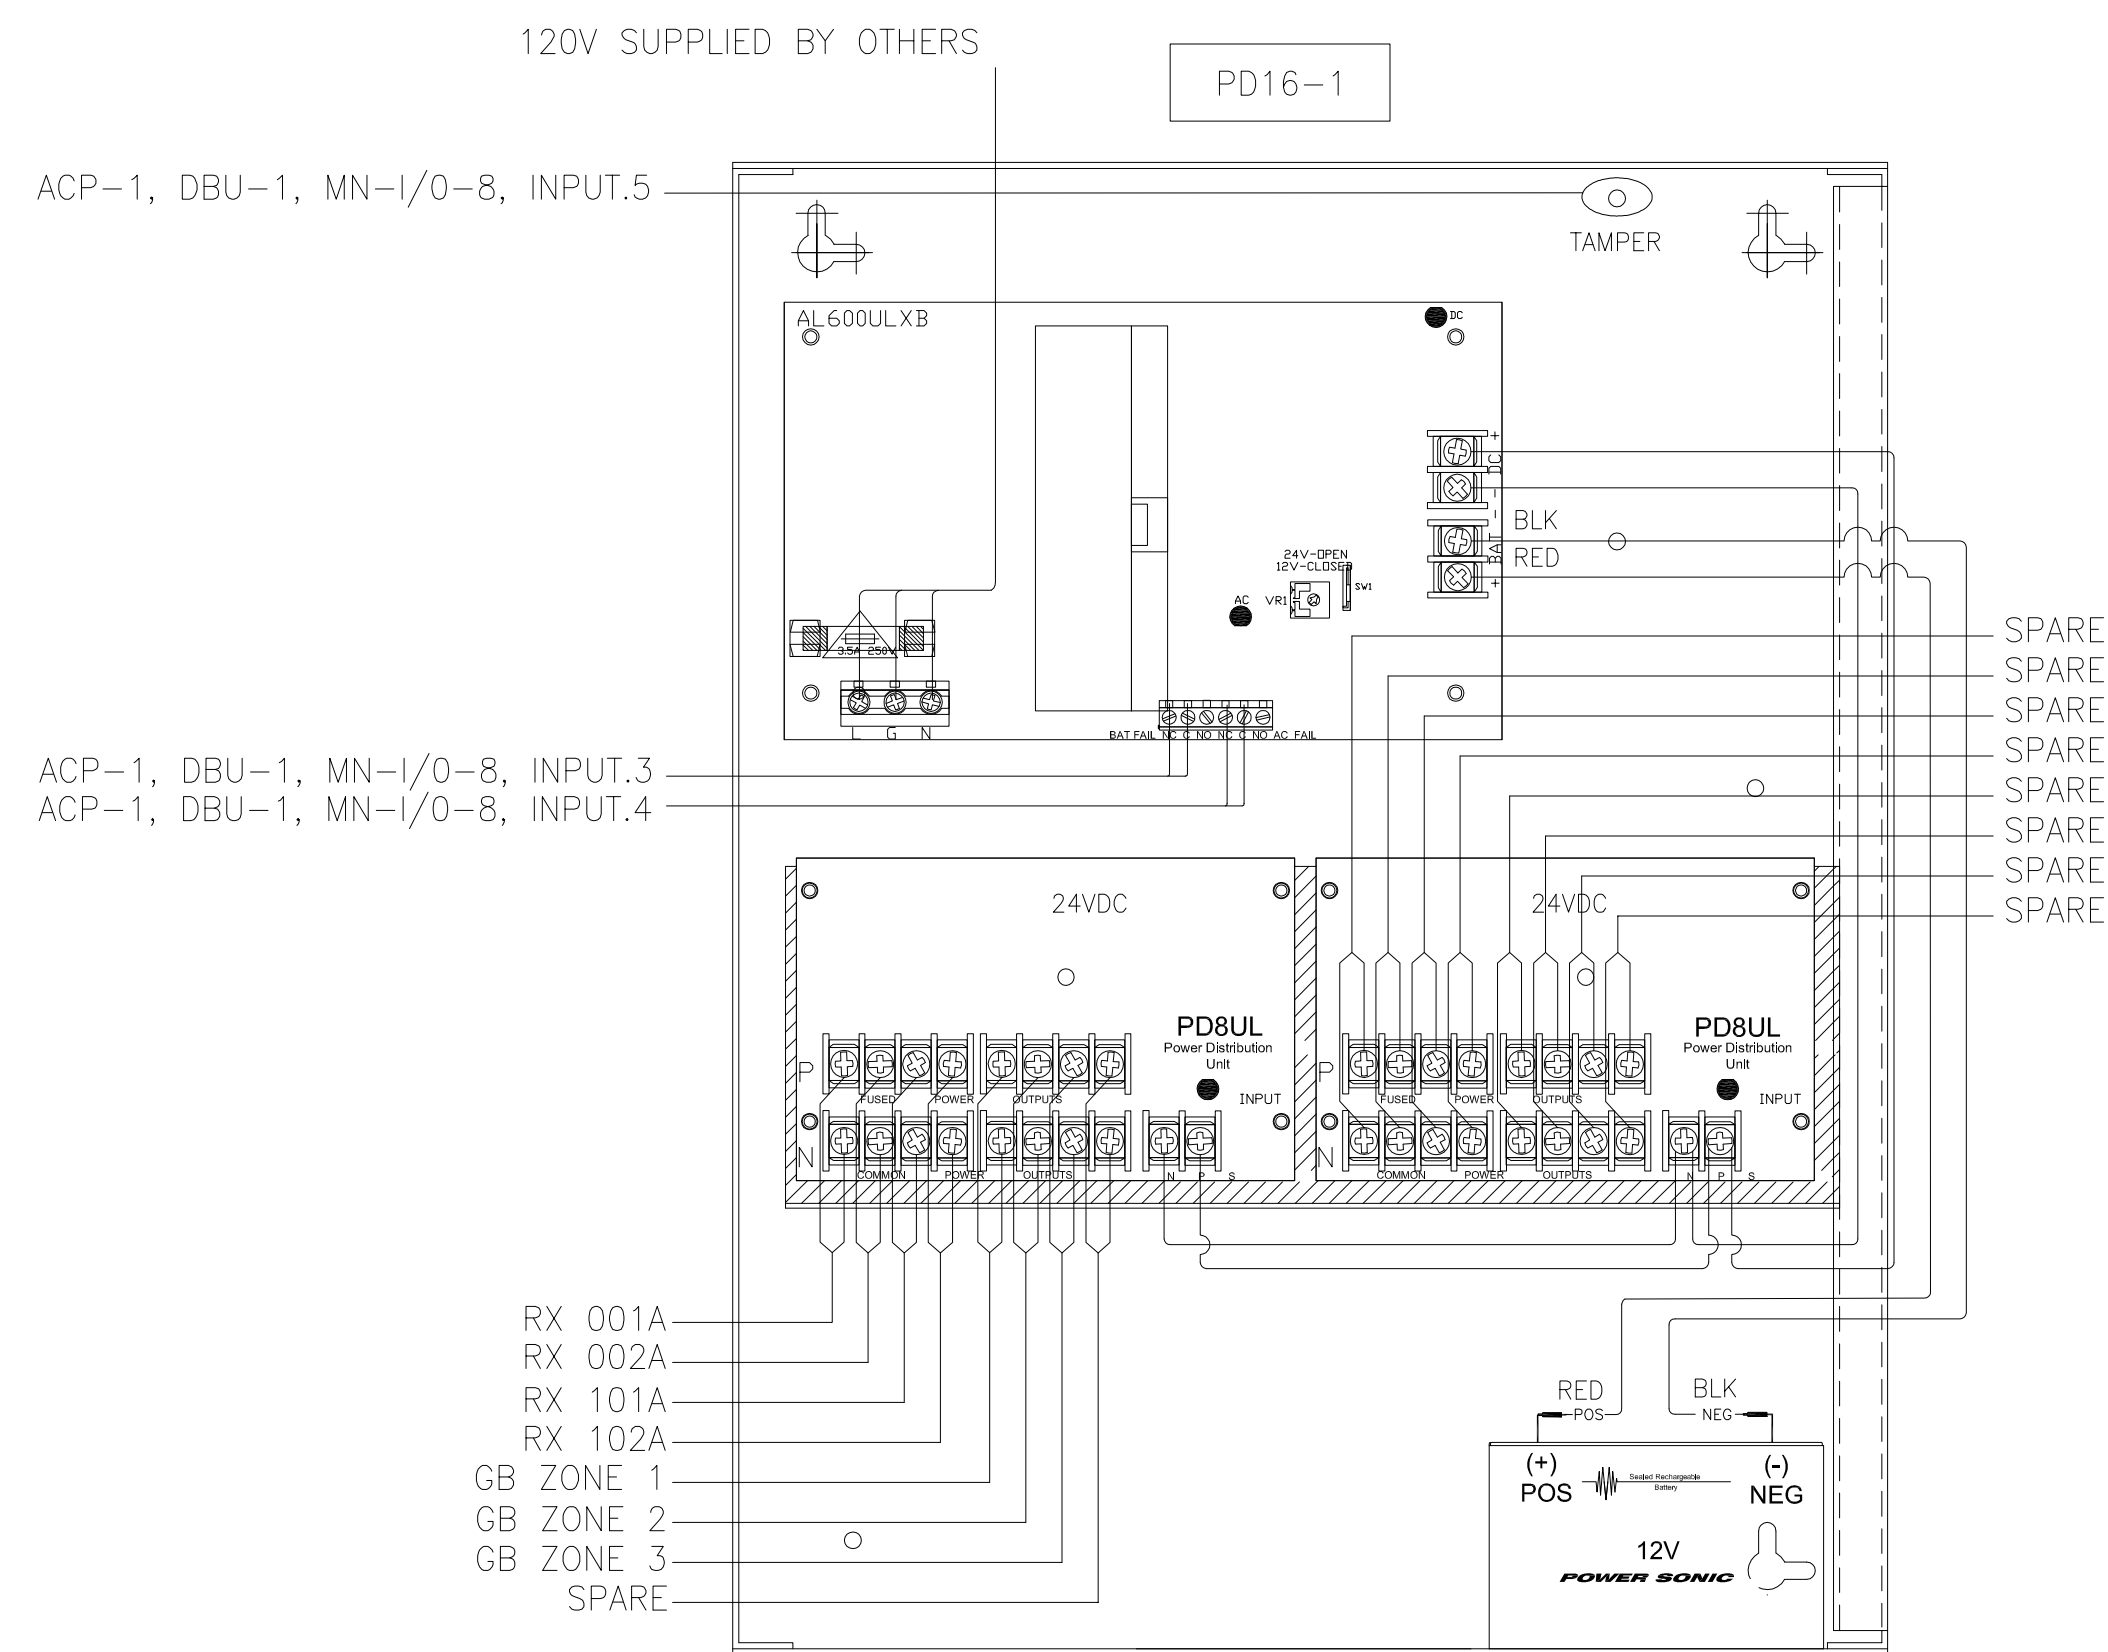 120V SUPPLIED BY OTHERS
PD16-1
ACP-1, DBU-1, MN-I/O-8, INPUT.5
TAMPER
AL600ULXB
DC
+ DC -
- BAT +
BLK
RED
24V-OPEN
12V-CLOSED
SW1
VR1
AC
3.5A 250V
L G N
BAT FAIL NC C NO NC C NO AC FAIL
ACP-1, DBU-1, MN-I/O-8, INPUT.3
ACP-1, DBU-1, MN-I/O-8, INPUT.4
SPARE
SPARE
SPARE
SPARE
SPARE
SPARE
SPARE
SPARE
24VDC
PD8UL
Power Distribution
Unit
P
FUSED POWER OUTPUTS
INPUT
N
COMMON POWER OUTPUTS
N P S
24VDC
PD8UL
Power Distribution
Unit
P
FUSED POWER OUTPUTS
INPUT
N
COMMON POWER OUTPUTS
N P S
RX 001A
RX 002A
RX 101A
RX 102A
GB ZONE 1
GB ZONE 2
GB ZONE 3
SPARE
RED
POS
BLK
NEG
(+)
POS
Sealed Rechargeable
Battery
(-)
NEG
12V
POWER SONIC